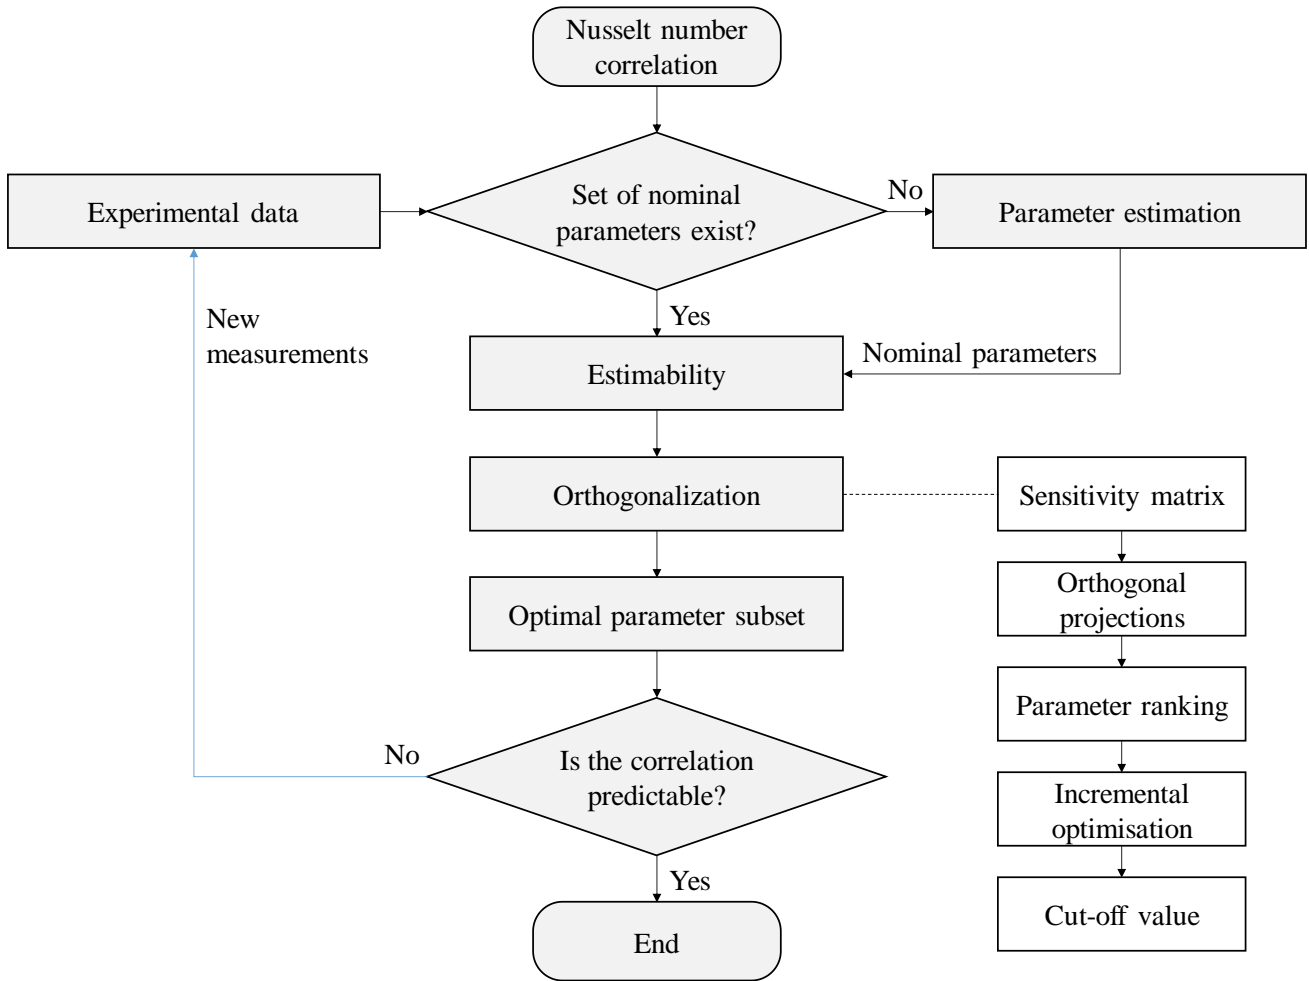 Nusselt number
correlation
Experimental data
Set of nominal
parameters exist?
No
Parameter estimation
Yes
New
measurements
Nominal parameters
Estimability
Orthogonalization
Sensitivity matrix
Orthogonal
projections
Optimal parameter subset
Parameter ranking
No
Is the correlation
predictable?
Incremental
optimisation
Yes
Cut-off value
End